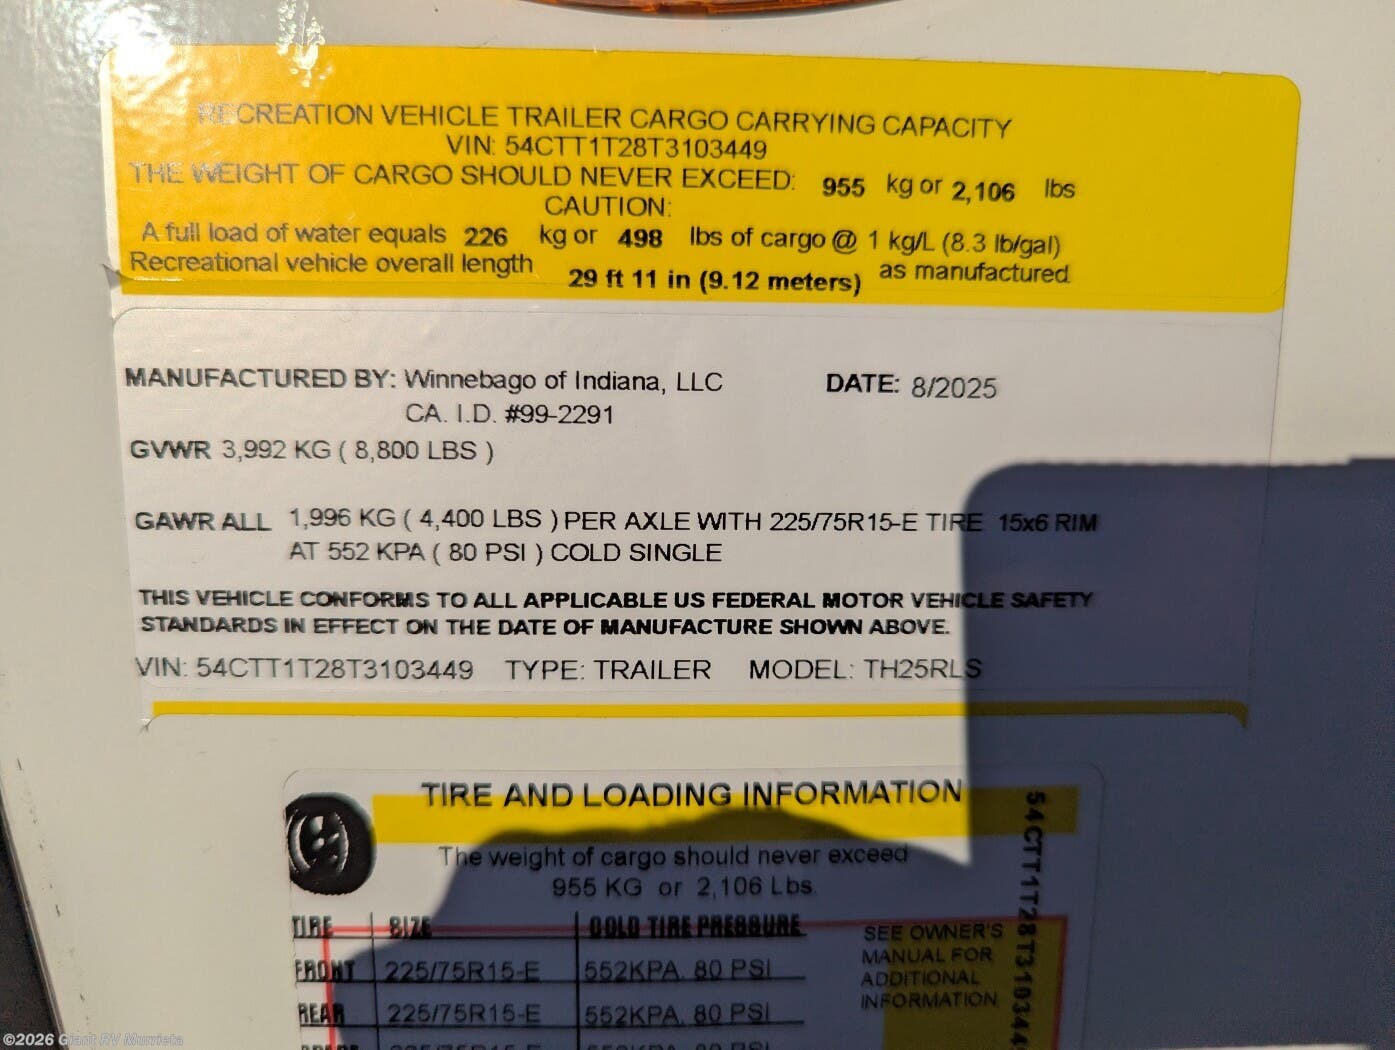 RECREATION VEHICLE TRAILER CARGO CARRYING CAPACITY
VIN: 54CTT1T28T3103449
THE WEIGHT OF CARGO SHOULD NEVER EXCEED: 955 kg or 2,106 lbs
CAUTION:
A full load of water equals 226 kg or 498 lbs of cargo @ 1 kg/L (8.3 lb/gal)
Recreational vehicle overall length 29 ft 11 in (9.12 meters) as manufactured
MANUFACTURED BY: Winnebago of Indiana, LLC DATE: 8/2025
CA. I.D. #99-2291
GVWR 3,992 KG ( 8,800 LBS )
GAWR ALL 1,996 KG ( 4,400 LBS ) PER AXLE WITH 225/75R15-E TIRE 15x6 RIM
AT 552 KPA ( 80 PSI ) COLD SINGLE
THIS VEHICLE CONFORMS TO ALL APPLICABLE US FEDERAL MOTOR VEHICLE SAFETY
STANDARDS IN EFFECT ON THE DATE OF MANUFACTURE SHOWN ABOVE.
VIN: 54CTT1T28T3103449 TYPE: TRAILER MODEL: TH25RLS
TIRE AND LOADING INFORMATION
The weight of cargo should never exceed
955 KG or 2,106 Lbs.
TIRE SIZE COLD TIRE PRESSURE
FRONT 225/75R15-E 552KPA, 80 PSI
REAR 225/75R15-E 552KPA, 80 PSI
SEE OWNER'S
MANUAL FOR
ADDITIONAL
INFORMATION
54CTT1T28T3103449
©2026 Giant RV Murrieta